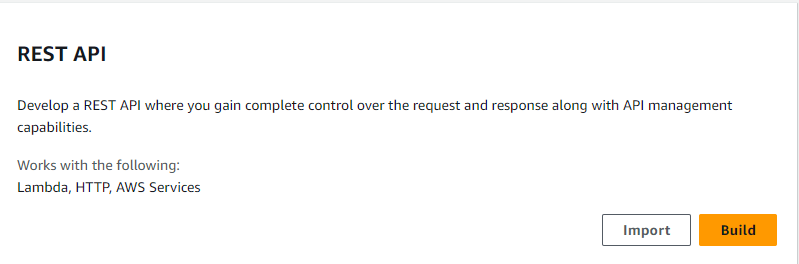 REST API
Develop a REST API where you gain complete control over the request and response along with API management
capabilities.
Works with the following:
Lambda, HTTP, AWS Services
Import Build